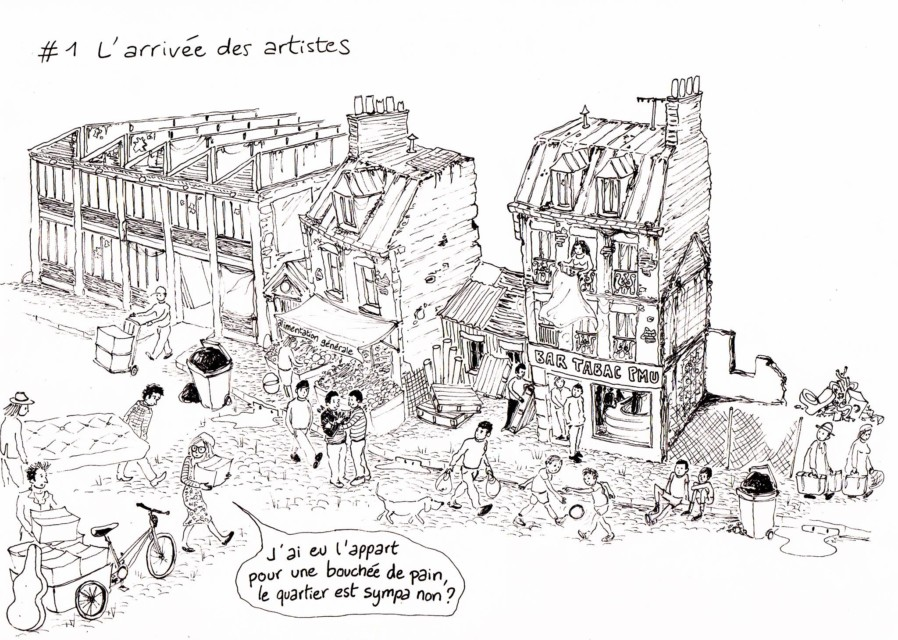 #1 L'arrivée des artistes
alimentation générale
BAR TABAC PMU
J'ai eu l'appart
pour une bouchée de pain,
le quartier est sympa non ?